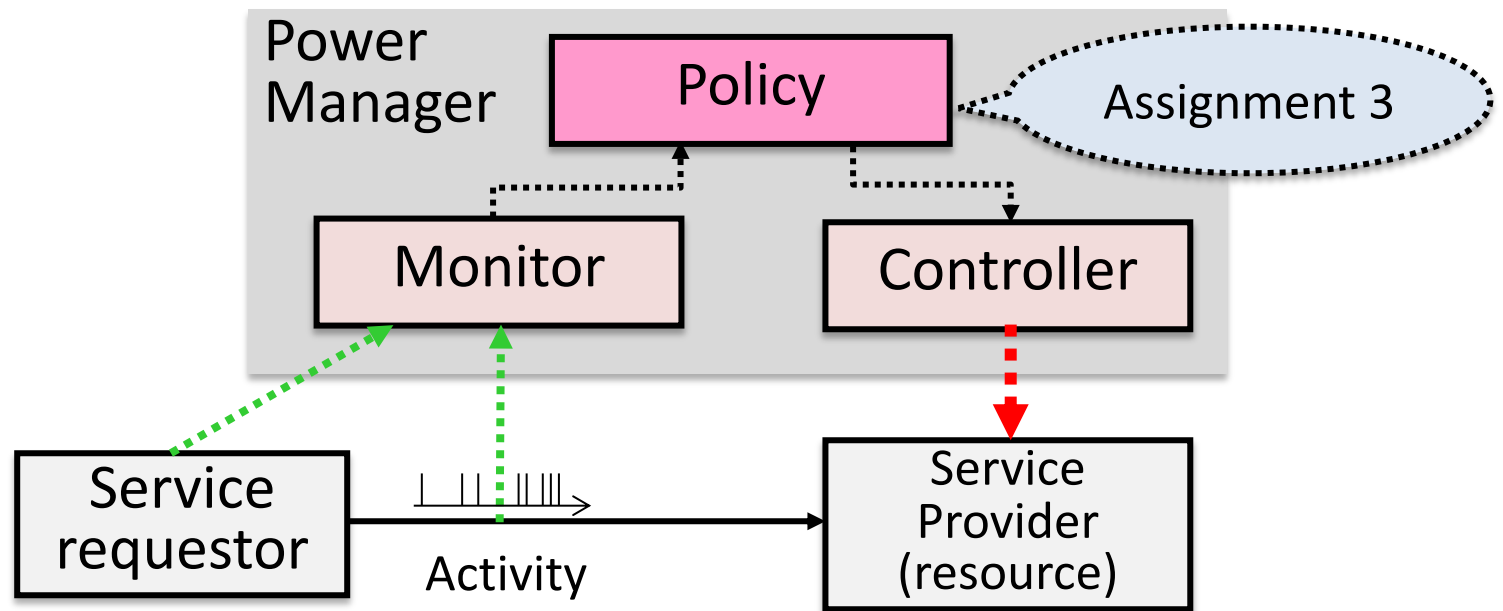 Power
Manager
Policy
Assignment 3
Monitor
Controller
Service
requestor
Activity
Service
Provider
(resource)